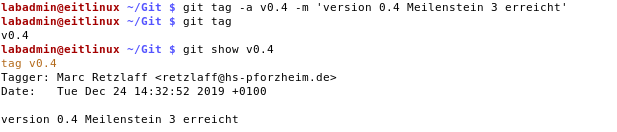 labadmin@eitlinux ~/Git $ git tag -a v0.4 -m 'version 0.4 Meilenstein 3 erreicht'
labadmin@eitlinux ~/Git $ git tag
v0.4
labadmin@eitlinux ~/Git $ git show v0.4
tag v0.4
Tagger: Marc Retzlaff <retzlaff@hs-pforzheim.de>
Date:   Tue Dec 24 14:32:52 2019 +0100

version 0.4 Meilenstein 3 erreicht